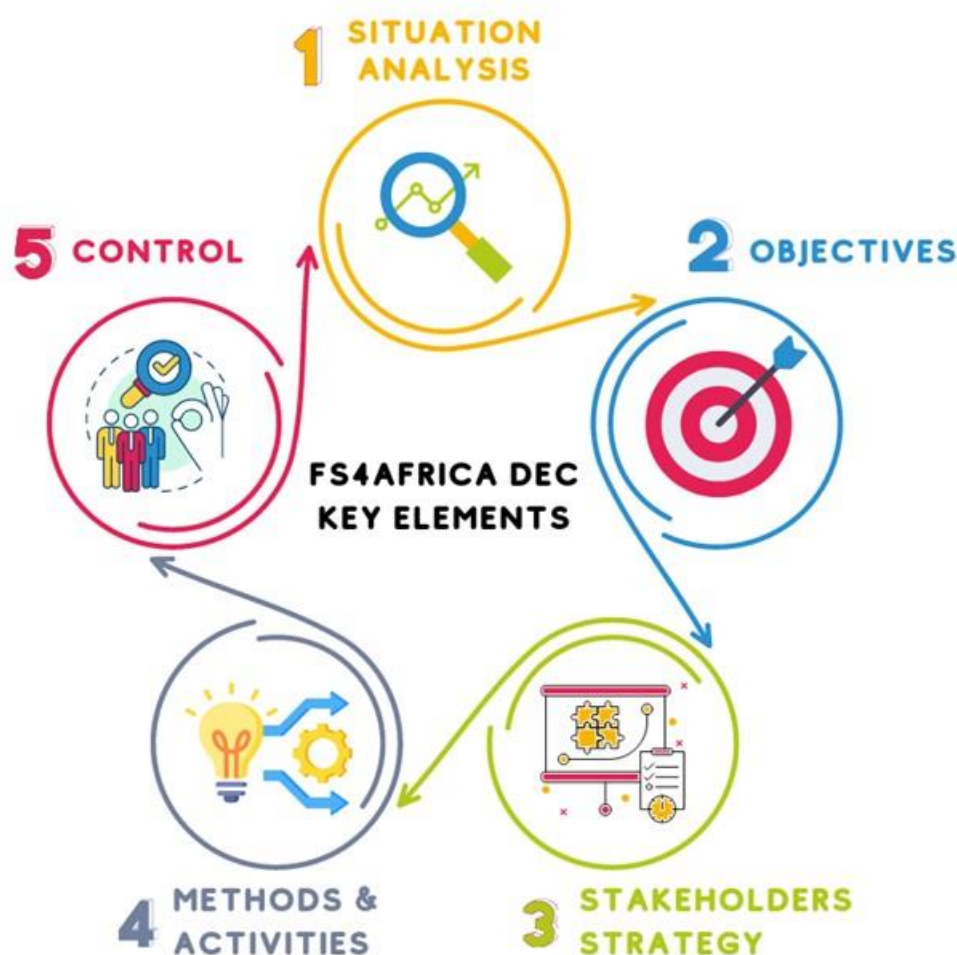 1 SITUATION
ANALYSIS
2 OBJECTIVES
5 CONTROL
FS4AFRICA DEC
KEY ELEMENTS
4 METHODS &
ACTIVITIES
3 STAKEHOLDERS
STRATEGY